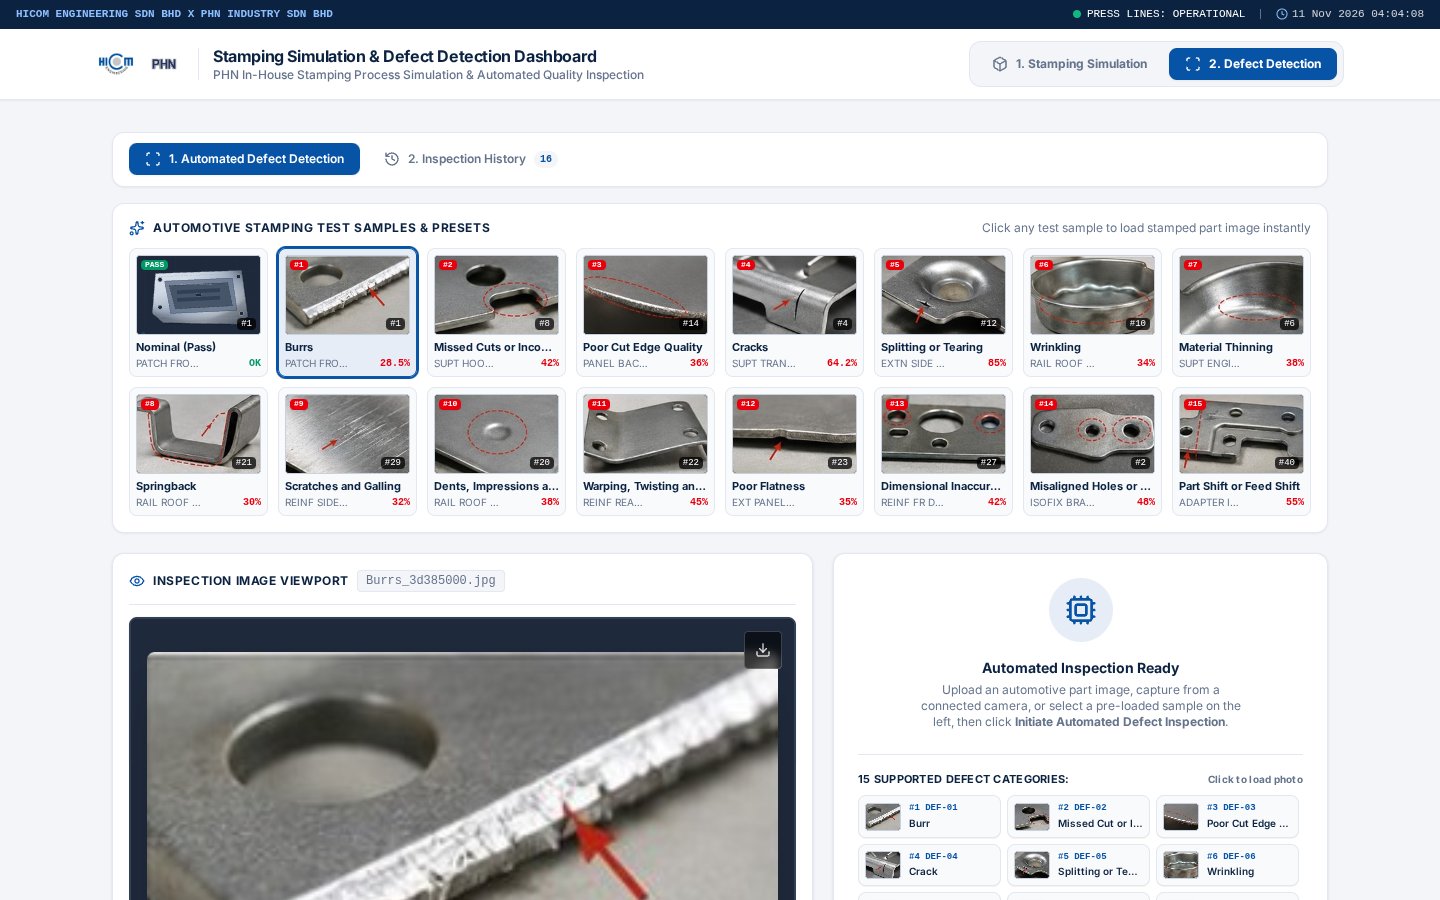 HICOM ENGINEERING SDN BHD X PHN INDUSTRY SDN BHD
PRESS LINES: OPERATIONAL | 11 Nov 2026 04:04:08
HICOM
PHN
Stamping Simulation & Defect Detection Dashboard
PHN In-House Stamping Process Simulation & Automated Quality Inspection
1. Stamping Simulation
2. Defect Detection
1. Automated Defect Detection
2. Inspection History 16
AUTOMOTIVE STAMPING TEST SAMPLES & PRESETS
Click any test sample to load stamped part image instantly
PASS
#1
Nominal (Pass)
PATCH FRO... OK
#1
#1
Burrs
PATCH FRO... 28.5%
#2
#8
Missed Cuts or Inco...
SUPT HOO... 42%
#3
#14
Poor Cut Edge Quality
PANEL BAC... 36%
#4
#4
Cracks
SUPT TRAN... 64.2%
#5
#12
Splitting or Tearing
EXTN SIDE ... 85%
#6
#10
Wrinkling
RAIL ROOF ... 34%
#7
#6
Material Thinning
SUPT ENGI... 38%
#8
#21
Springback
RAIL ROOF ... 30%
#9
#29
Scratches and Galling
REINF SIDE... 32%
#10
#20
Dents, Impressions a...
RAIL ROOF ... 38%
#11
#22
Warping, Twisting an...
REINF REA... 45%
#12
#23
Poor Flatness
EXT PANEL... 35%
#13
#27
Dimensional Inaccur...
REINF FR D... 42%
#14
#2
Misaligned Holes or ...
ISOFIX BRA... 48%
#15
#40
Part Shift or Feed Shift
ADAPTER I... 55%
INSPECTION IMAGE VIEWPORT Burrs_3d385000.jpg
Automated Inspection Ready
Upload an automotive part image, capture from a
connected camera, or select a pre-loaded sample on the
left, then click Initiate Automated Defect Inspection.
15 SUPPORTED DEFECT CATEGORIES:
Click to load photo
#1 DEF-01
Burr
#2 DEF-02
Missed Cut or I...
#3 DEF-03
Poor Cut Edge ...
#4 DEF-04
Crack
#5 DEF-05
Splitting or Te...
#6 DEF-06
Wrinkling